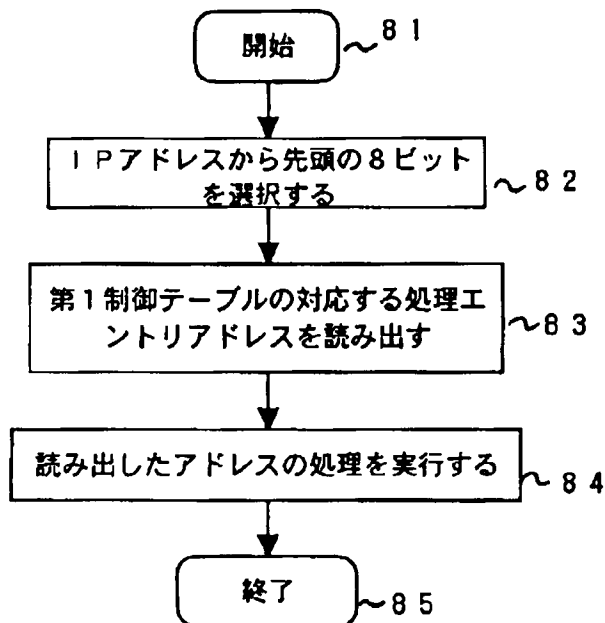 開始
８１
ＩＰアドレスから先頭の８ビット
を選択する
８２
第１制御テーブルの対応する処理エ
ントリアドレスを読み出す
８３
読み出したアドレスの処理を実行する
８４
終了
８５